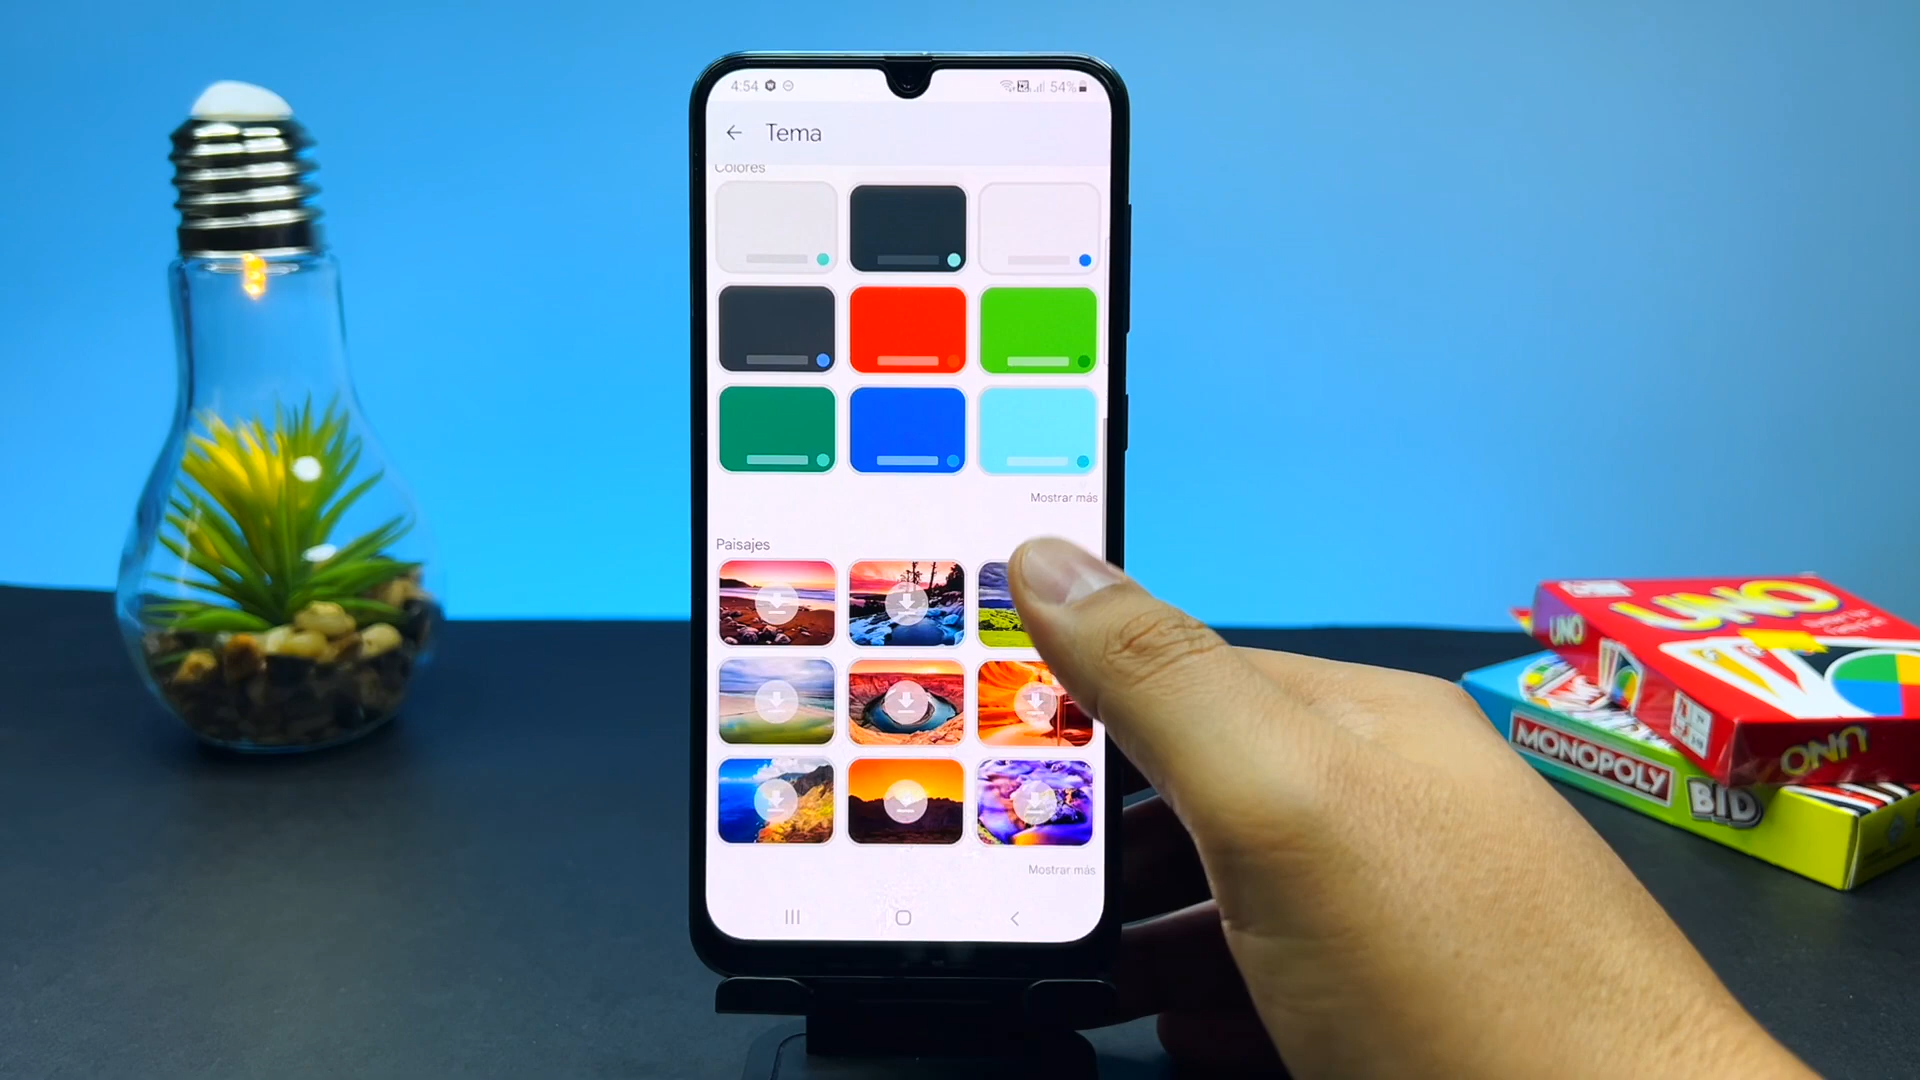 4:54
54%
Tema
Colores
Mostrar más
Paisajes
Mostrar más
UNO
UNO
UNO
MONOPOLY
BID